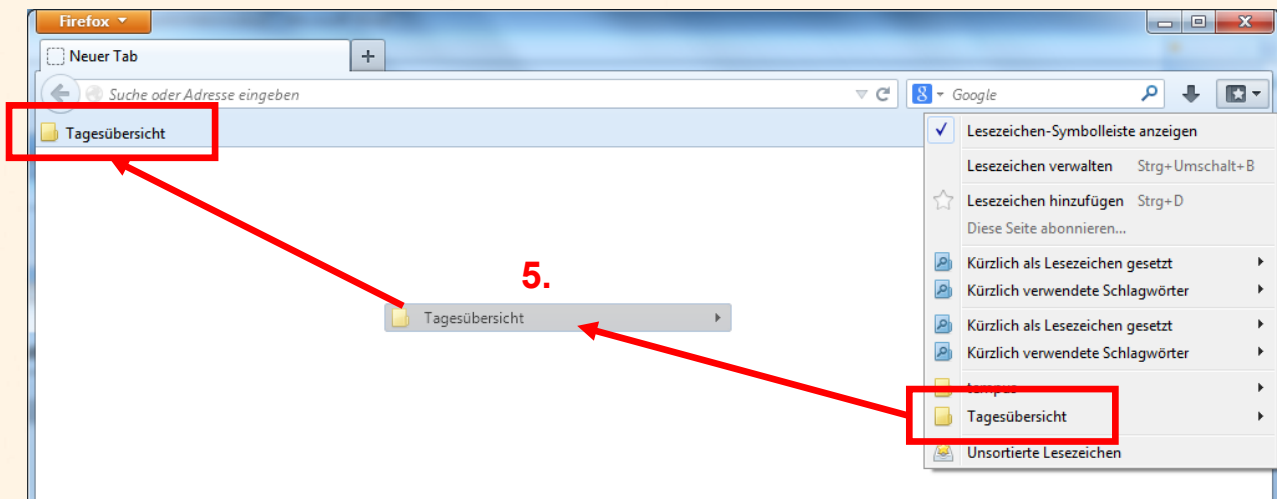 Firefox
Neuer Tab
Suche oder Adresse eingeben
Google
Tagesübersicht
Lesezeichen-Symbolleiste anzeigen
Lesezeichen verwalten Strg+Umschalt+B
Lesezeichen hinzufügen Strg+D
Diese Seite abonnieren...
Kürzlich als Lesezeichen gesetzt
Kürzlich verwendete Schlagwörter
Kürzlich als Lesezeichen gesetzt
Kürzlich verwendete Schlagwörter
tempus
Tagesübersicht
Unsortierte Lesezeichen
5.
Tagesübersicht